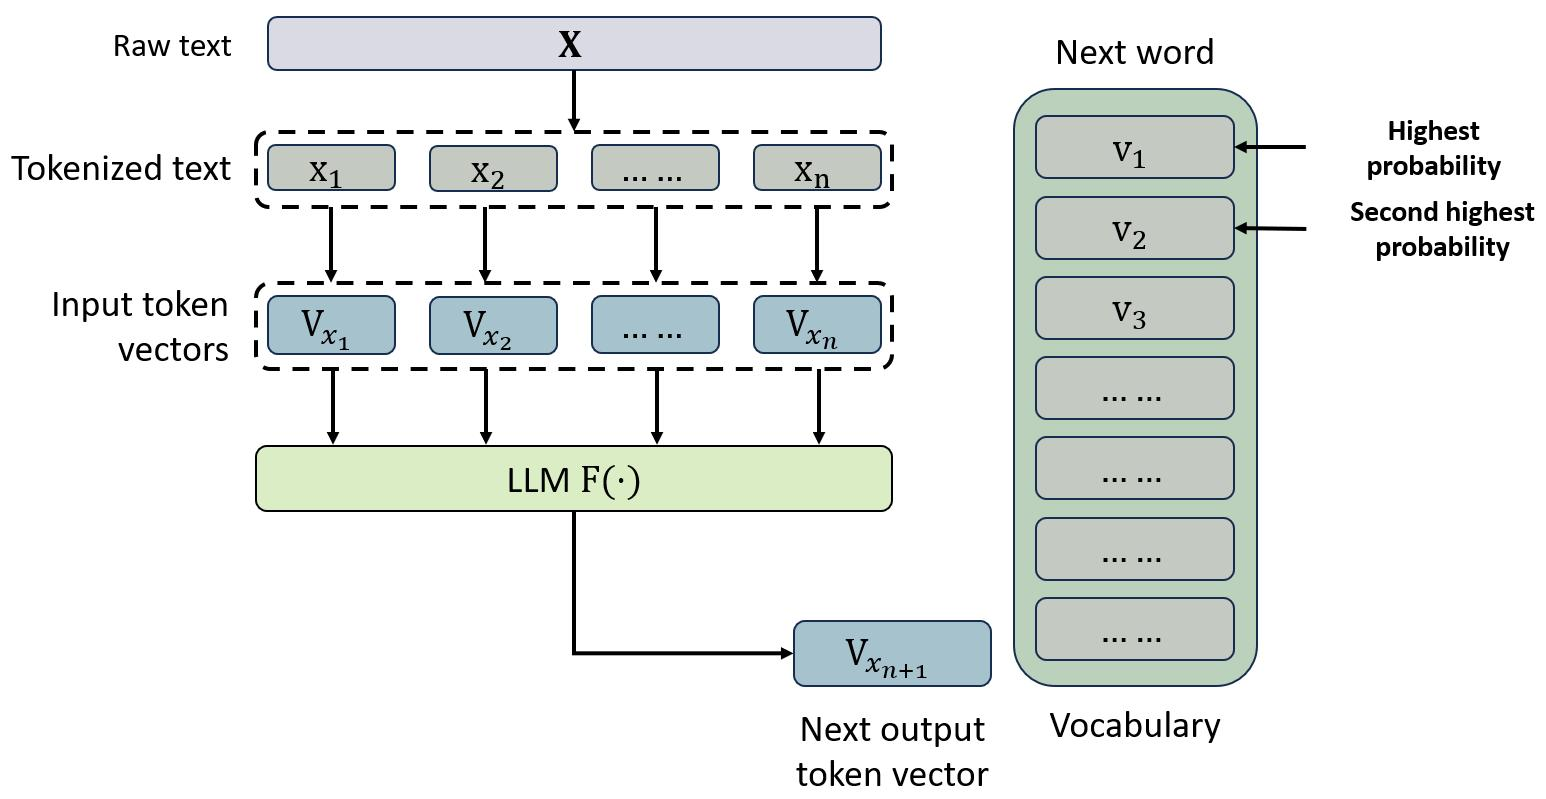 Raw text
X
Tokenized text
x₁
x₂
... ...
xₙ
Input token
vectors
Vₓ₁
Vₓ₂
... ...
Vₓₙ
LLM F(·)
Vₓₙ₊₁
Next output
token vector
Next word
v₁
v₂
v₃
... ...
... ...
... ...
... ...
Vocabulary
Highest
probability
Second highest
probability